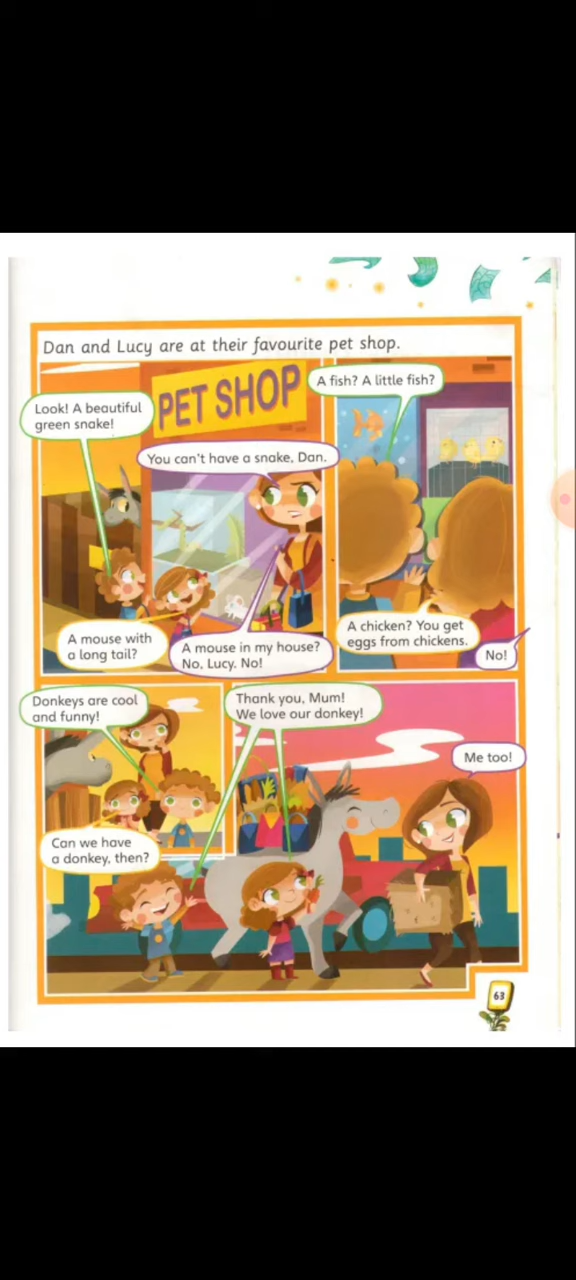 Dan and Lucy are at their favourite pet shop.
PET SHOP
Look! A beautiful
green snake!
You can't have a snake, Dan.
A mouse with
a long tail?
A mouse in my house?
No, Lucy. No!
A fish? A little fish?
A chicken? You get
eggs from chickens.
No!
Donkeys are cool
and funny!
Can we have
a donkey, then?
Thank you, Mum!
We love our donkey!
Me too!
63